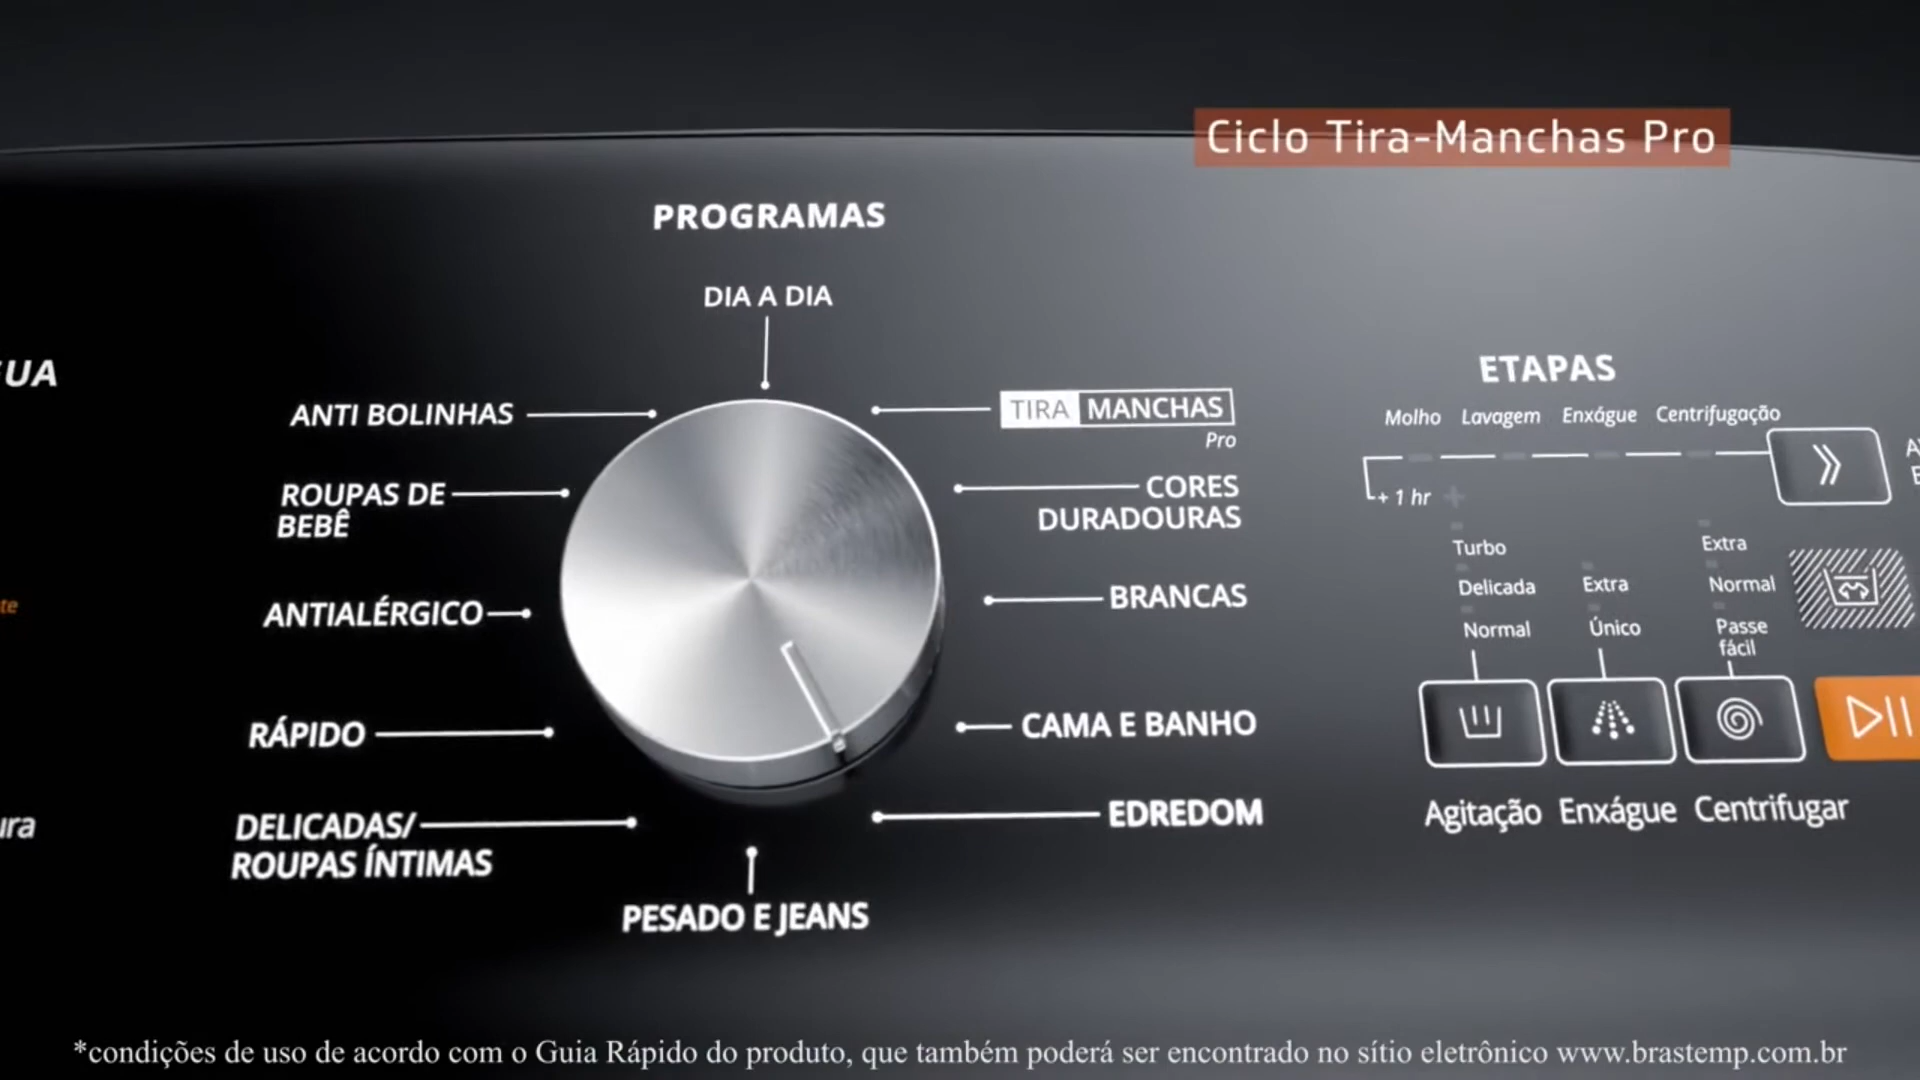 Ciclo Tira-Manchas Pro
PROGRAMAS
DIA A DIA
ANTI BOLINHAS
ROUPAS DE
BEBÊ
ANTIALÉRGICO
RÁPIDO
DELICADAS/
ROUPAS ÍNTIMAS
PESADO E JEANS
TIRA MANCHAS
Pro
CORES
DURADOURAS
BRANCAS
CAMA E BANHO
EDREDOM
ETAPAS
Molho Lavagem Enxágue Centrifugação
+ 1 hr
Turbo
Delicada
Normal
Extra
Único
Extra
Normal
Passe
fácil
Agitação Enxágue Centrifugar
*condições de uso de acordo com o Guia Rápido do produto, que também poderá ser encontrado no sítio eletrônico www.brastemp.com.br